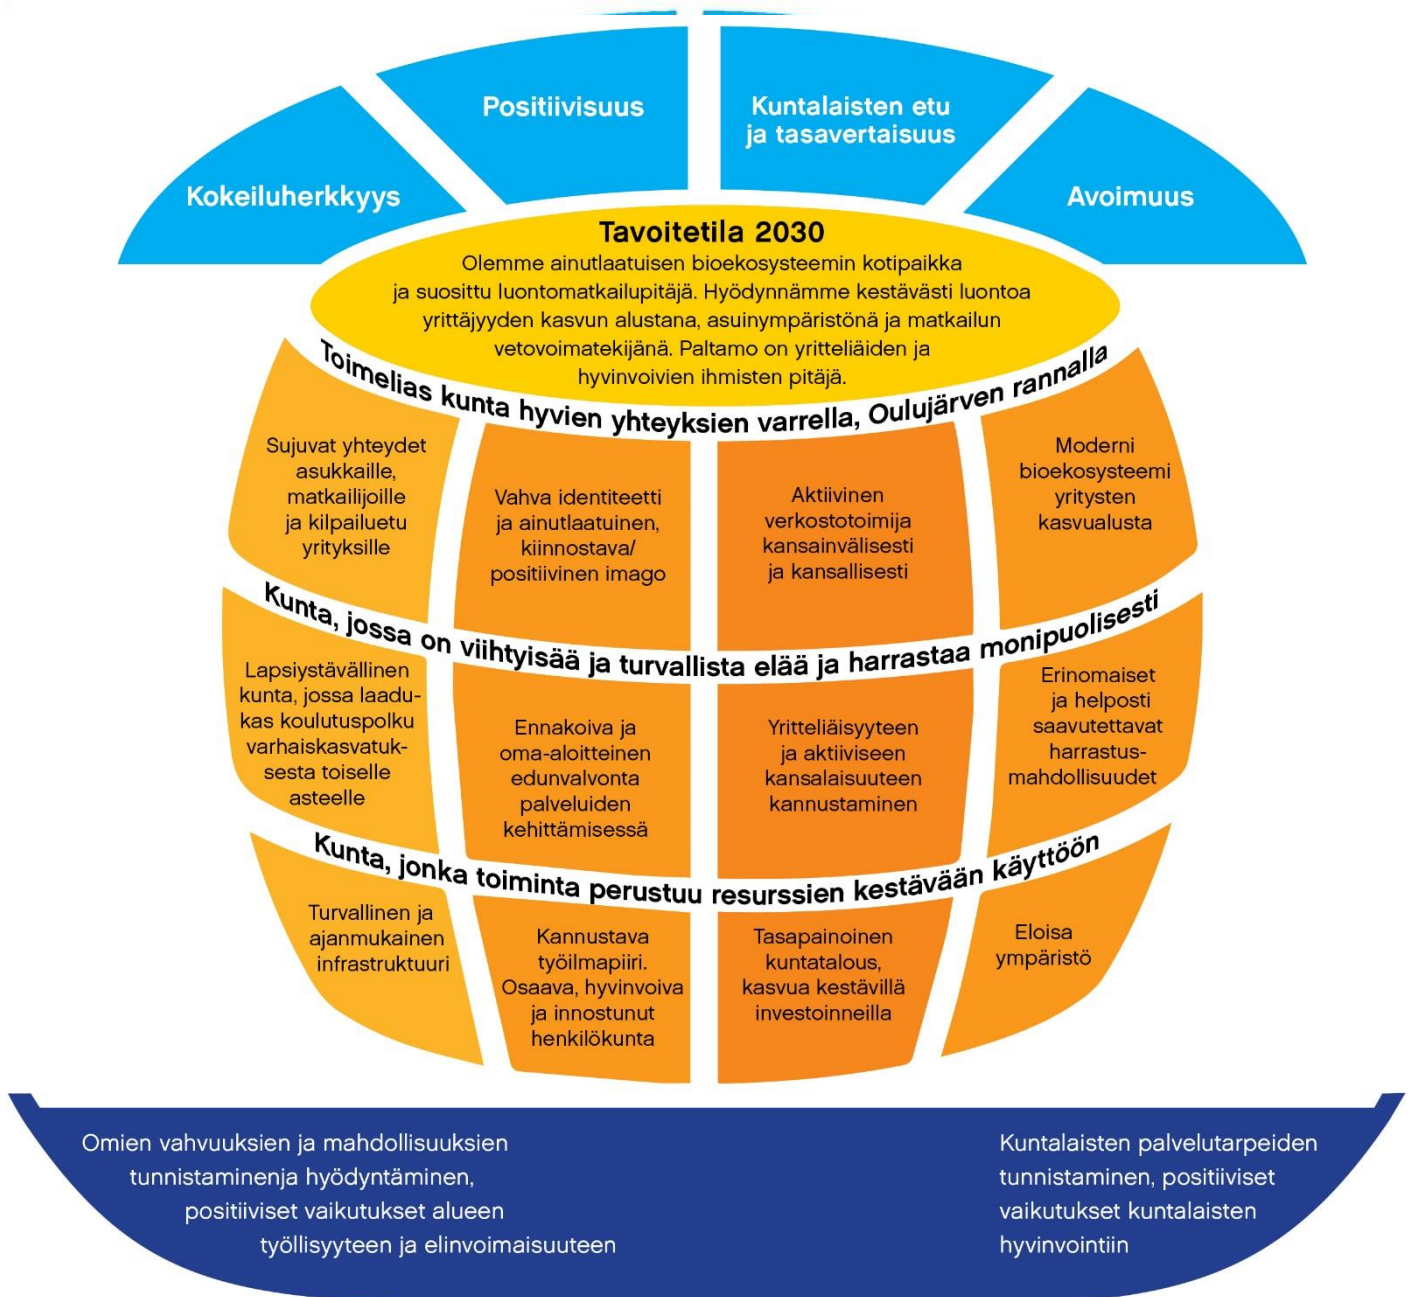 Positiivisuus
Kuntalaisten etu
ja tasavertaisuus
Kokeiluherkkyys
Avoimuus
Tavoitetila 2030
Olemme ainutlaatuisen bioekosysteemin kotipaikka
ja suosittu luontomatkailupitäjä. Hyödynnämme kestävästi luontoa
yrittäjyyden kasvun alustana, asuinympäristönä ja matkailun
vetovoimatekijänä. Paltamo on yritteliäiden ja
hyvinvoivien ihmisten pitäjä.
Toimelias kunta hyvien yhteyksien varrella, Oulujärven rannalla
Sujuvat yhteydet
asukkaille,
matkailijoille
ja kilpailuetu
yrityksille
Vahva identiteetti
ja ainutlaatuinen,
kiinnostava/
positiivinen imago
Aktiivinen
verkostotoimija
kansainvälisesti
ja kansallisesti
Moderni
bioekosysteemi
yritysten
kasvualusta
Kunta, jossa on viihtyisää ja turvallista elää ja harrastaa monipuolisesti
Lapsiystävällinen
kunta, jossa laadu-
kas koulutuspolku
varhaiskasvatuk-
sesta toiselle
asteelle
Ennakoiva ja
oma-aloitteinen
edunvalvonta
palveluiden
kehittämisessä
Yritteliäisyyteen
ja aktiiviseen
kansalaisuuteen
kannustaminen
Erinomaiset
ja helposti
saavutettavat
harrastus-
mahdollisuudet
Kunta, jonka toiminta perustuu resurssien kestävään käyttöön
Turvallinen ja
ajanmukainen
infrastruktuuri
Kannustava
työilmapiiri.
Osaava, hyvinvoiva
ja innostunut
henkilökunta
Tasapainoinen
kuntatalous,
kasvua kestävillä
investoinneilla
Eloisa
ympäristö
Omien vahvuuksien ja mahdollisuuksien
tunnistaminenja hyödyntäminen,
positiiviset vaikutukset alueen
työllisyyteen ja elinvoimaisuuteen
Kuntalaisten palvelutarpeiden
tunnistaminen, positiiviset
vaikutukset kuntalaisten
hyvinvointiin